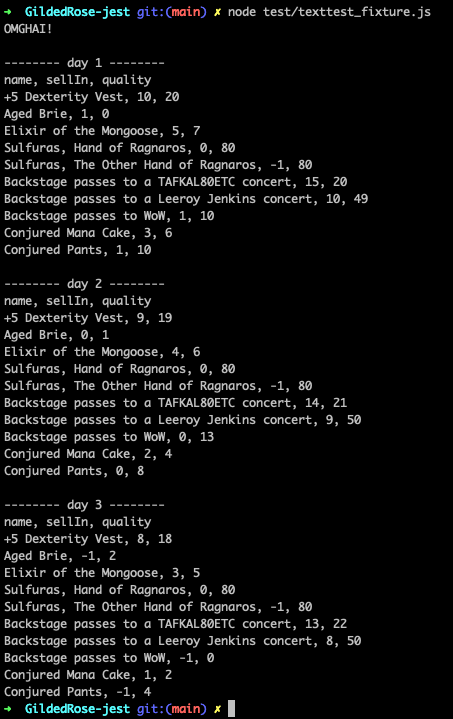 ➜ GildedRose-jest git:(main) ✗ node test/texttest_fixture.js
OMGHAI!
-------- day 1 --------
name, sellIn, quality
+5 Dexterity Vest, 10, 20
Aged Brie, 1, 0
Elixir of the Mongoose, 5, 7
Sulfuras, Hand of Ragnaros, 0, 80
Sulfuras, The Other Hand of Ragnaros, -1, 80
Backstage passes to a TAFKAL80ETC concert, 15, 20
Backstage passes to a Leeroy Jenkins concert, 10, 49
Backstage passes to WoW, 1, 10
Conjured Mana Cake, 3, 6
Conjured Pants, 1, 10
-------- day 2 --------
name, sellIn, quality
+5 Dexterity Vest, 9, 19
Aged Brie, 0, 1
Elixir of the Mongoose, 4, 6
Sulfuras, Hand of Ragnaros, 0, 80
Sulfuras, The Other Hand of Ragnaros, -1, 80
Backstage passes to a TAFKAL80ETC concert, 14, 21
Backstage passes to a Leeroy Jenkins concert, 9, 50
Backstage passes to WoW, 0, 13
Conjured Mana Cake, 2, 4
Conjured Pants, 0, 8
-------- day 3 --------
name, sellIn, quality
+5 Dexterity Vest, 8, 18
Aged Brie, -1, 2
Elixir of the Mongoose, 3, 5
Sulfuras, Hand of Ragnaros, 0, 80
Sulfuras, The Other Hand of Ragnaros, -1, 80
Backstage passes to a TAFKAL80ETC concert, 13, 22
Backstage passes to a Leeroy Jenkins concert, 8, 50
Backstage passes to WoW, -1, 0
Conjured Mana Cake, 1, 2
Conjured Pants, -1, 4
➜ GildedRose-jest git:(main) ✗